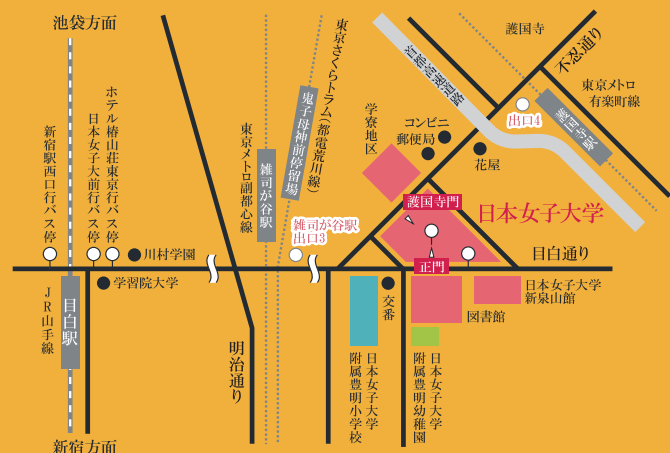 池袋方面
新宿駅西口行バス停
日本女子大前行バス停
ホテル椿山荘東京行バス停
川村学園
学習院大学
JR山手線
目白駅
新宿方面
明治通り
東京メトロ副都心線
雑司が谷駅
東京さくらトラム(都電荒川線)
鬼子母神前停留場
雑司が谷駅
出口3
首都高速道路
護国寺
不忍通り
東京メトロ
有楽町線
護国寺駅
出口4
学寮地区
コンビニ
郵便局
花屋
護国寺門
日本女子大学
目白通り
正門
交番
図書館
日本女子大学
新泉山館
日本女子大学
附属豊明小学校
日本女子大学
附属豊明幼稚園